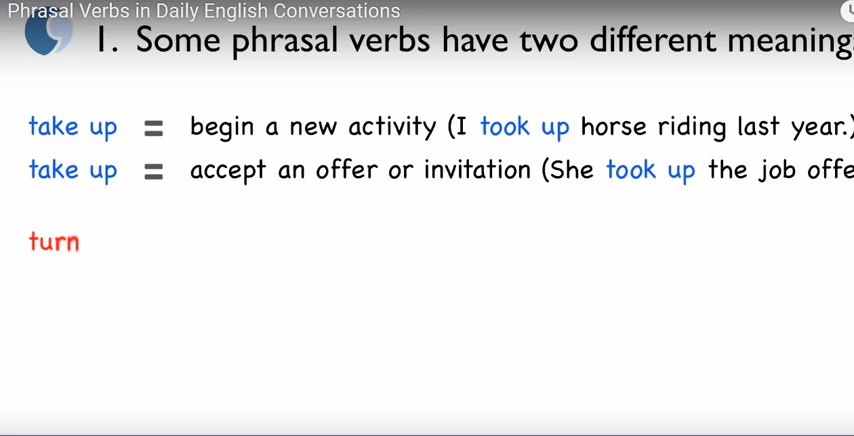 Phrasal Verbs in Daily English Conversations
1. Some phrasal verbs have two different meaning
take up = begin a new activity (I took up horse riding last year.)
take up = accept an offer or invitation (She took up the job offe
turn